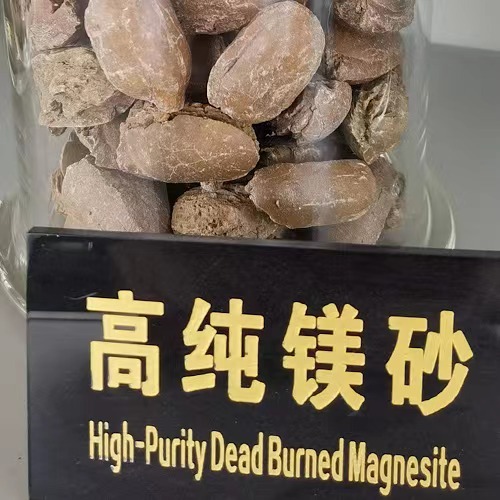 高纯镁砂
High-Purity Dead Burned Magnesite